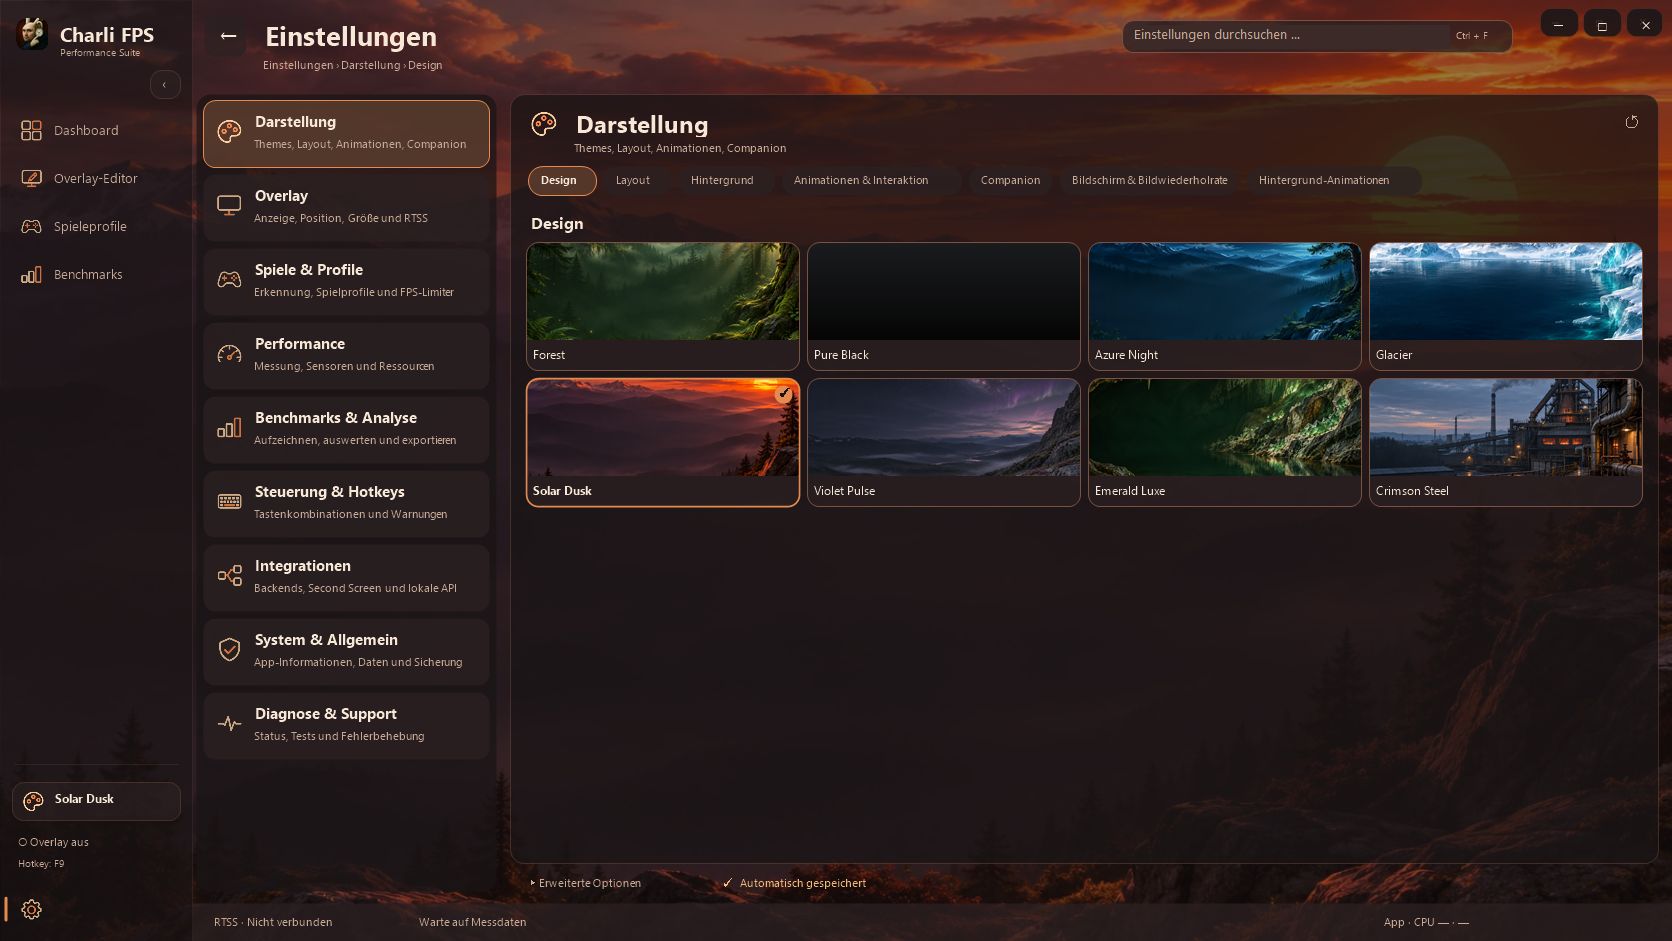 Charli FPS
Performance Suite
‹
Dashboard
Overlay-Editor
Spieleprofile
Benchmarks
Solar Dusk
Overlay aus
Hotkey: F9
← Einstellungen
Einstellungen › Darstellung › Design
Einstellungen durchsuchen ... Ctrl + F
Darstellung
Themes, Layout, Animationen, Companion
Overlay
Anzeige, Position, Größe und RTSS
Spiele & Profile
Erkennung, Spielprofile und FPS-Limiter
Performance
Messung, Sensoren und Ressourcen
Benchmarks & Analyse
Aufzeichnen, auswerten und exportieren
Steuerung & Hotkeys
Tastenkombinationen und Warnungen
Integrationen
Backends, Second Screen und lokale API
System & Allgemein
App-Informationen, Daten und Sicherung
Diagnose & Support
Status, Tests und Fehlerbehebung
Darstellung
Themes, Layout, Animationen, Companion
Design Layout Hintergrund Animationen & Interaktion Companion Bildschirm & Bildwiederholrate Hintergrund-Animationen
Design
Forest Pure Black Azure Night Glacier
Solar Dusk Violet Pulse Emerald Luxe Crimson Steel
Erweiterte Optionen ✓ Automatisch gespeichert
RTSS · Nicht verbunden Warte auf Messdaten App · CPU — · —